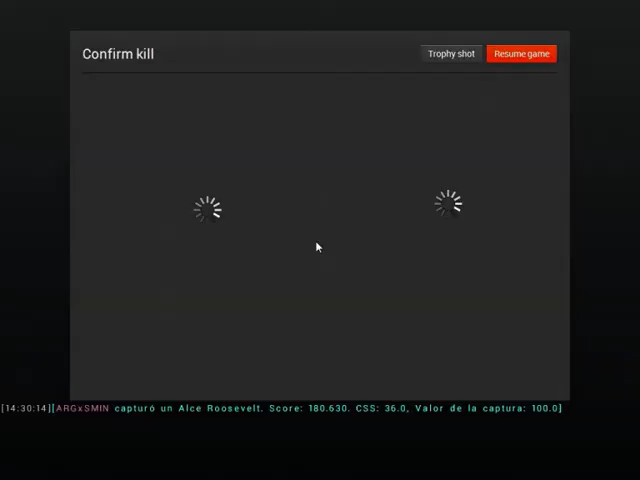 Confirm kill
Trophy shot
Resume game
[14:30:14][ARGxSMIN capturó un Alce Roosevelt. Score: 180.630. CSS: 36.0, Valor de la captura: 100.0]